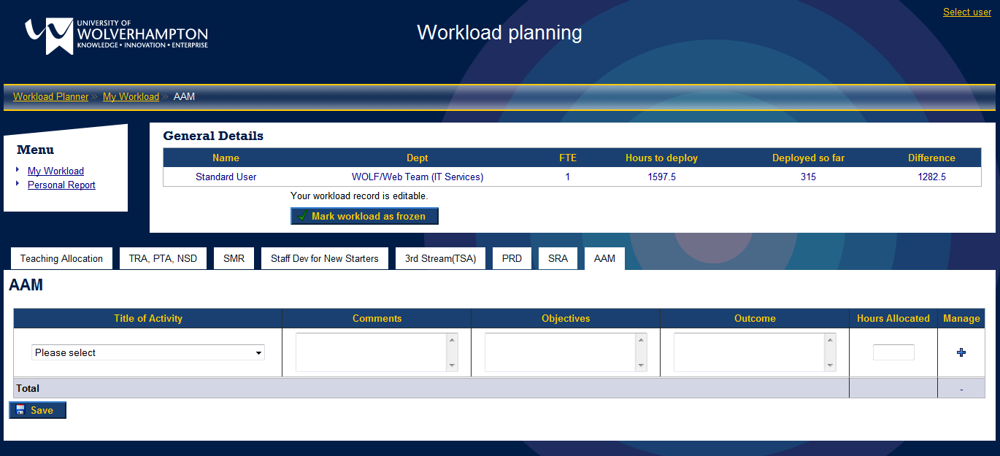 Select user
UNIVERSITY OF
WOLVERHAMPTON
KNOWLEDGE • INNOVATION • ENTERPRISE
Workload planning
Workload Planner » My Workload » AAM
Menu
My Workload
Personal Report
General Details
Name Dept FTE Hours to deploy Deployed so far Difference
Standard User WOLF/Web Team (IT Services) 1 1597.5 315 1282.5
Your workload record is editable.
Mark workload as frozen
Teaching Allocation TRA, PTA, NSD SMR Staff Dev for New Starters 3rd Stream(TSA) PRD SRA AAM
AAM
Title of Activity Comments Objectives Outcome Hours Allocated Manage
Please select
Total -
Save